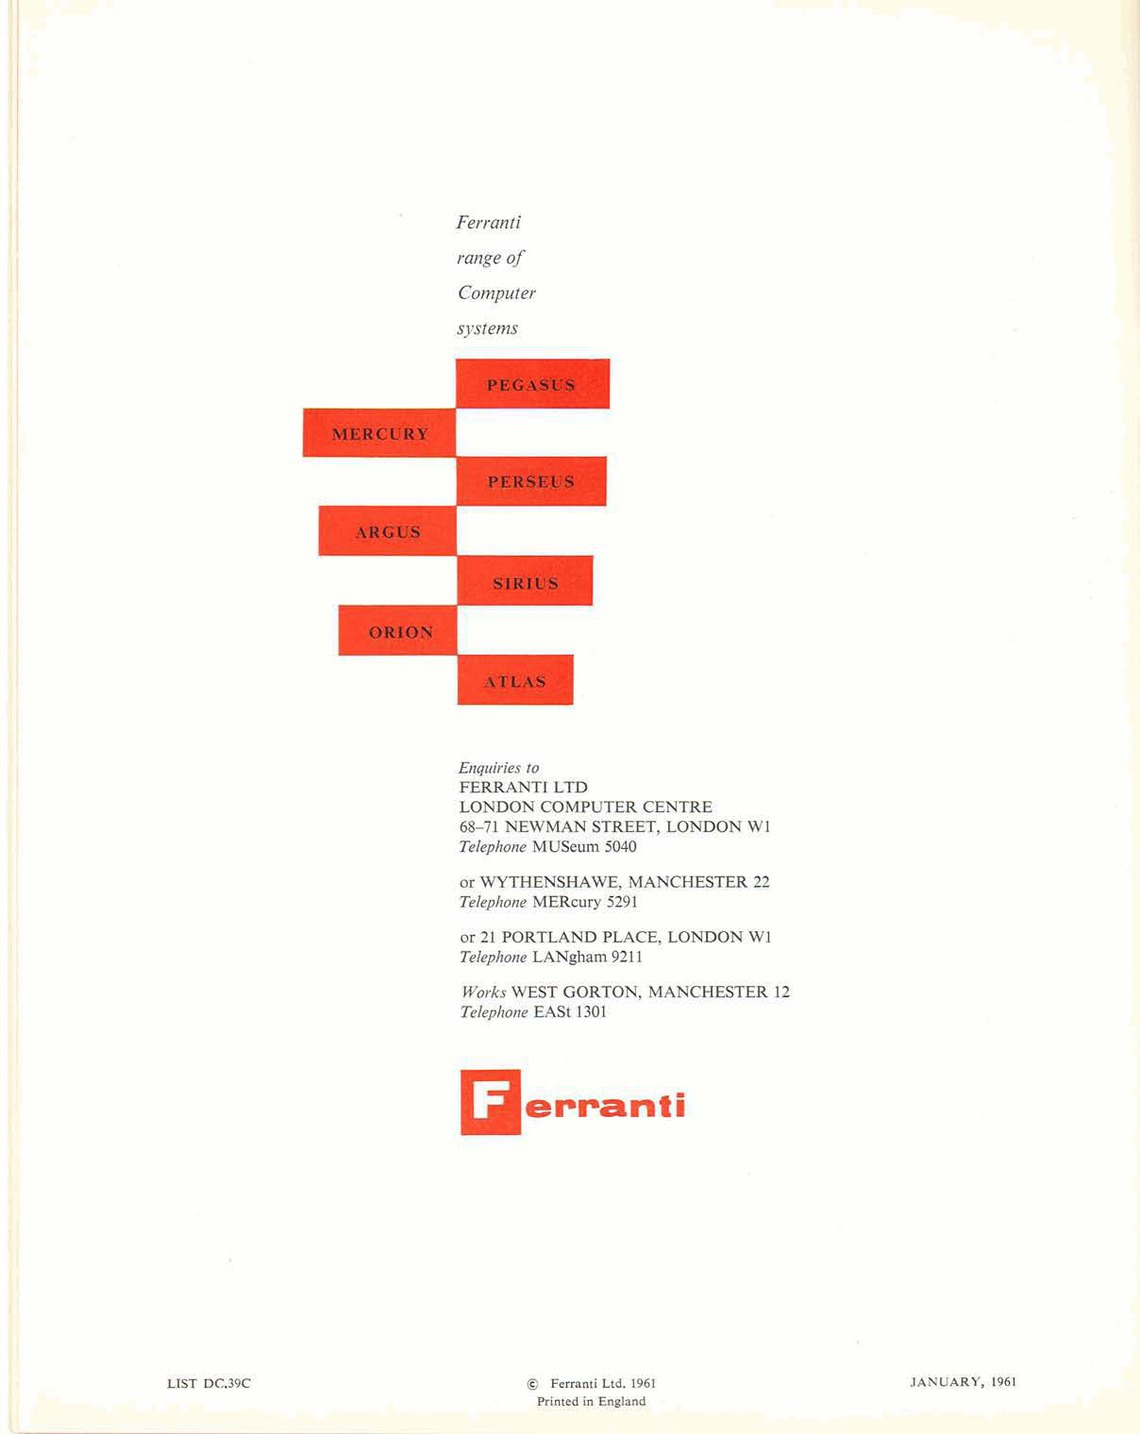 Ferranti
range of
Computer
systems
PEGASUS
MERCURY
PERSEUS
ARGUS
SIRIUS
ORION
ATLAS
Enquiries to
FERRANTI LTD
LONDON COMPUTER CENTRE
68–71 NEWMAN STREET, LONDON W1
Telephone MUSeum 5040
or WYTHENSHAWE, MANCHESTER 22
Telephone MERcury 5291
or 21 PORTLAND PLACE, LONDON W1
Telephone LANgham 9211
Works WEST GORTON, MANCHESTER 12
Telephone EASt 1301
Ferranti
LIST DC.39C
© Ferranti Ltd. 1961
Printed in England
JANUARY, 1961